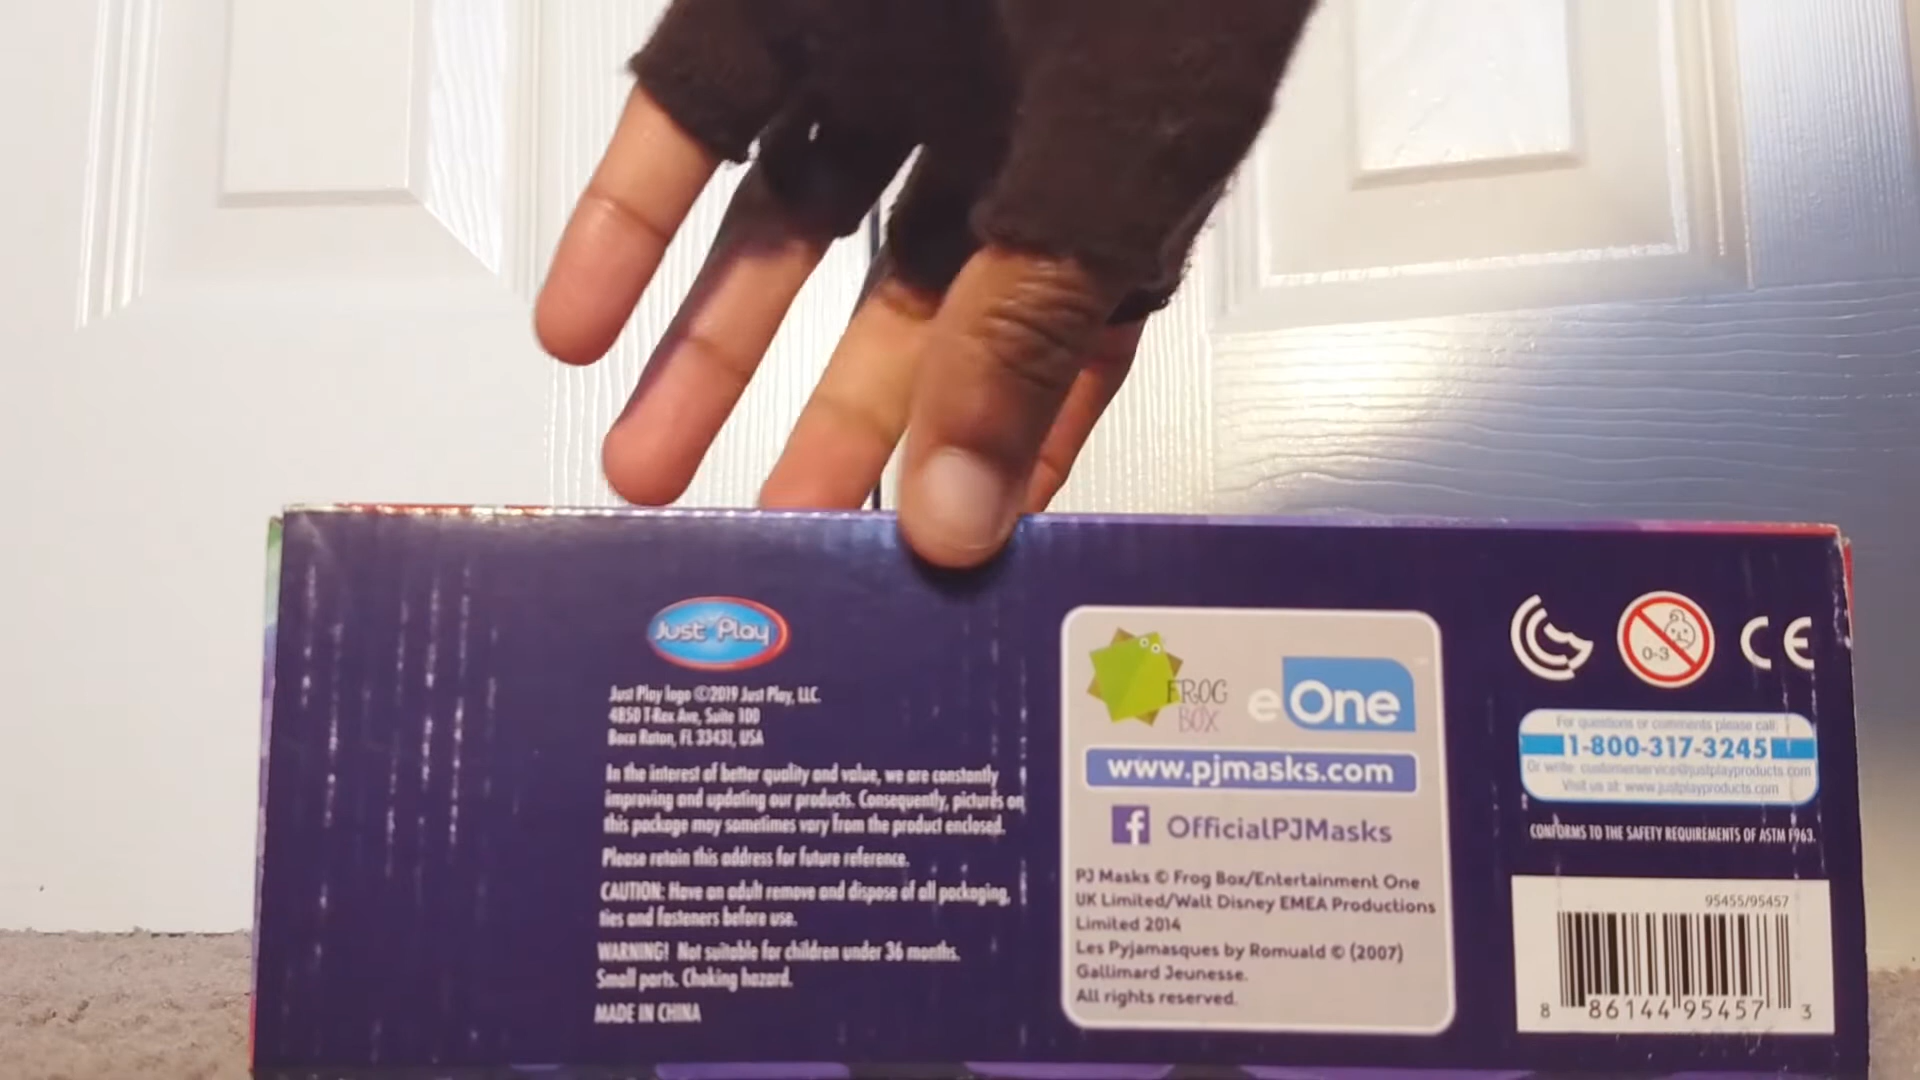 Just Play
Just Play logo ©2019 Just Play, LLC.
4850 T-Rex Ave, Suite 100
Boca Raton, FL 33431, USA
In the interest of better quality and value, we are constantly
improving and updating our products. Consequently, pictures on
this package may sometimes vary from the product enclosed.
Please retain this address for future reference.
CAUTION: Have an adult remove and dispose of all packaging,
ties and fasteners before use.
WARNING! Not suitable for children under 36 months.
Small parts. Choking hazard.
MADE IN CHINA
FROG
BOX
eOne
www.pjmasks.com
f OfficialPJMasks
PJ Masks © Frog Box/Entertainment One
UK Limited/Walt Disney EMEA Productions
Limited 2014
Les Pyjamasques by Romuald © (2007)
Gallimard Jeunesse.
All rights reserved.
0-3
CE
For questions or comments please call:
1-800-317-3245
Or write: customerservice@justplayproducts.com
Visit us at: www.justplayproducts.com
CONFORMS TO THE SAFETY REQUIREMENTS OF ASTM F963.
95455/95457
8 86144 95457 3